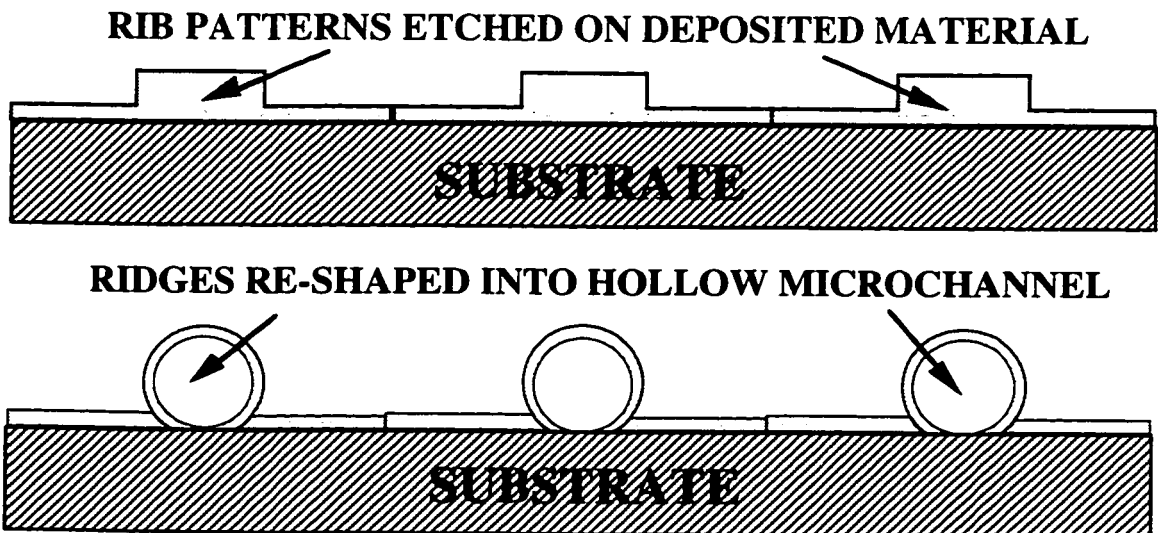 RIB PATTERNS ETCHED ON DEPOSITED MATERIAL
SUBSTRATE
RIDGES RE-SHAPED INTO HOLLOW MICROCHANNEL
SUBSTRATE